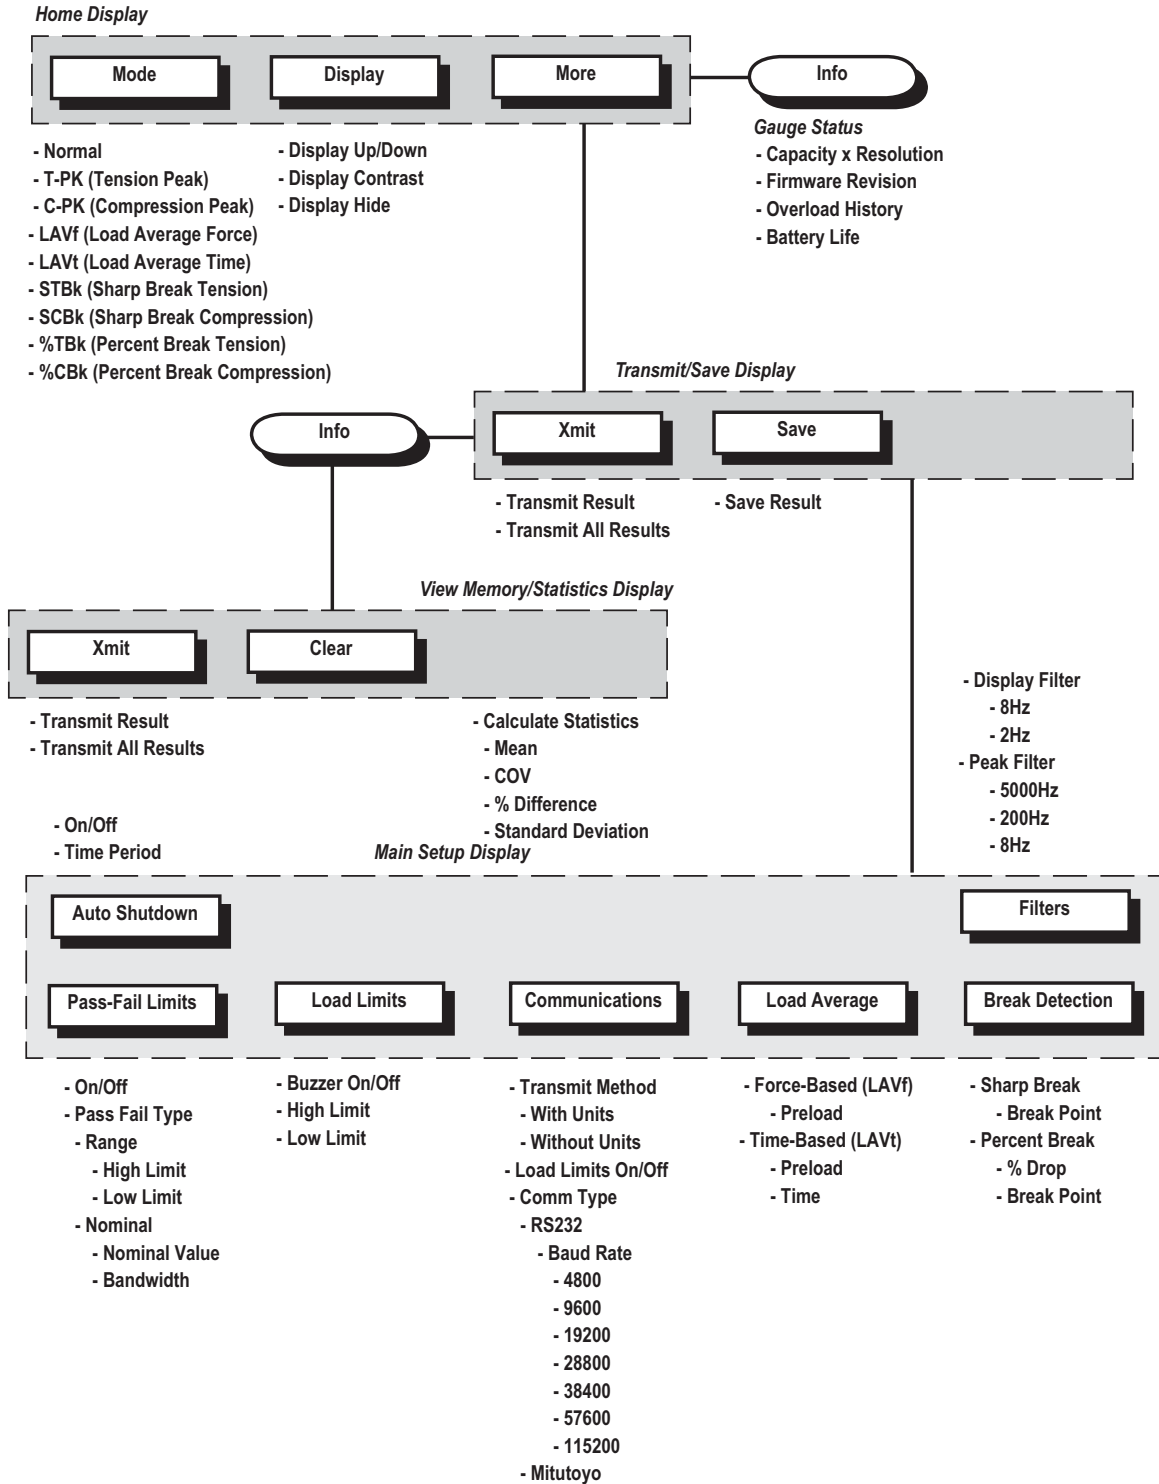 Home Display
Mode
Display
More
Info
- Normal
- T-PK (Tension Peak)
- C-PK (Compression Peak)
- LAVf (Load Average Force)
- LAVt (Load Average Time)
- STBk (Sharp Break Tension)
- SCBk (Sharp Break Compression)
- %TBk (Percent Break Tension)
- %CBk (Percent Break Compression)
- Display Up/Down
- Display Contrast
- Display Hide
Gauge Status
- Capacity x Resolution
- Firmware Revision
- Overload History
- Battery Life
Transmit/Save Display
Info
Xmit
Save
- Transmit Result
- Transmit All Results
- Save Result
View Memory/Statistics Display
Xmit
Clear
- Transmit Result
- Transmit All Results
- Calculate Statistics
- Mean
- COV
- % Difference
- Standard Deviation
- Display Filter
- 8Hz
- 2Hz
- Peak Filter
- 5000Hz
- 200Hz
- 8Hz
- On/Off
- Time Period
Main Setup Display
Auto Shutdown
Filters
Pass-Fail Limits
Load Limits
Communications
Load Average
Break Detection
- On/Off
- Pass Fail Type
- Range
- High Limit
- Low Limit
- Nominal
- Nominal Value
- Bandwidth
- Buzzer On/Off
- High Limit
- Low Limit
- Transmit Method
- With Units
- Without Units
- Load Limits On/Off
- Comm Type
- RS232
- Baud Rate
- 4800
- 9600
- 19200
- 28800
- 38400
- 57600
- 115200
- Mitutoyo
- Force-Based (LAVf)
- Preload
- Time-Based (LAVt)
- Preload
- Time
- Sharp Break
- Break Point
- Percent Break
- % Drop
- Break Point